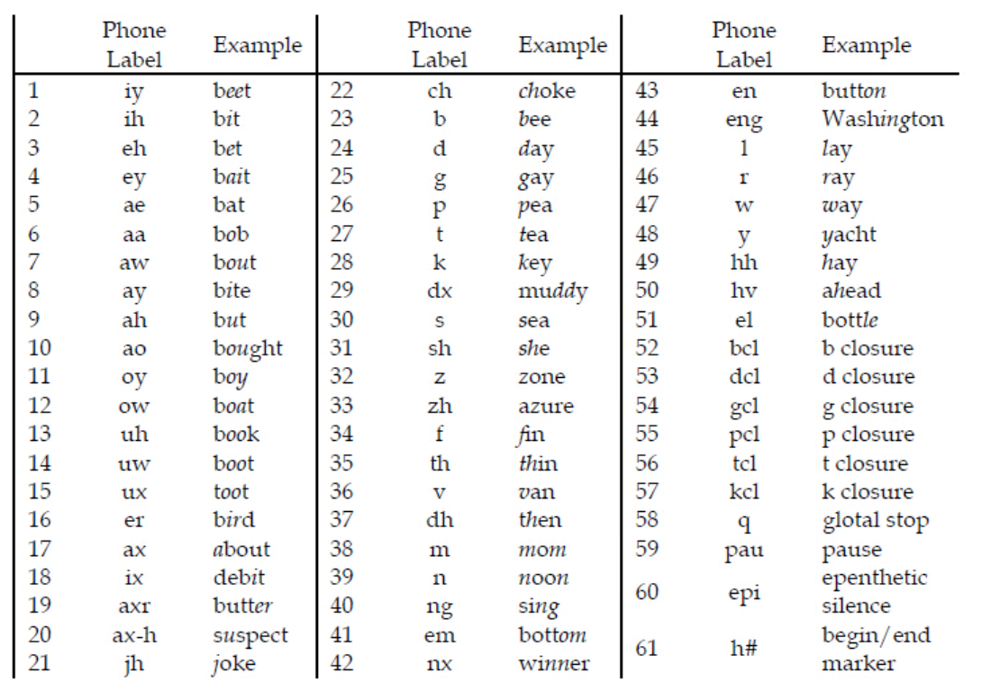 Phone Label Example Phone Label Example Phone Label Example
1 iy beet 22 ch choke 43 en button
2 ih bit 23 b bee 44 eng Washington
3 eh bet 24 d day 45 l lay
4 ey bait 25 g gay 46 r ray
5 ae bat 26 p pea 47 w way
6 aa bob 27 t tea 48 y yacht
7 aw bout 28 k key 49 hh hay
8 ay bite 29 dx muddy 50 hv ahead
9 ah but 30 s sea 51 el bottle
10 ao bought 31 sh she 52 bcl b closure
11 oy boy 32 z zone 53 dcl d closure
12 ow boat 33 zh azure 54 gcl g closure
13 uh book 34 f fin 55 pcl p closure
14 uw boot 35 th thin 56 tcl t closure
15 ux toot 36 v van 57 kcl k closure
16 er bird 37 dh then 58 q glotal stop
17 ax about 38 m mom 59 pau pause
18 ix debit 39 n noon 60 epi epenthetic
19 axr butter 40 ng sing silence
20 ax-h suspect 41 em bottom 61 h# begin/end
21 jh joke 42 nx winner marker